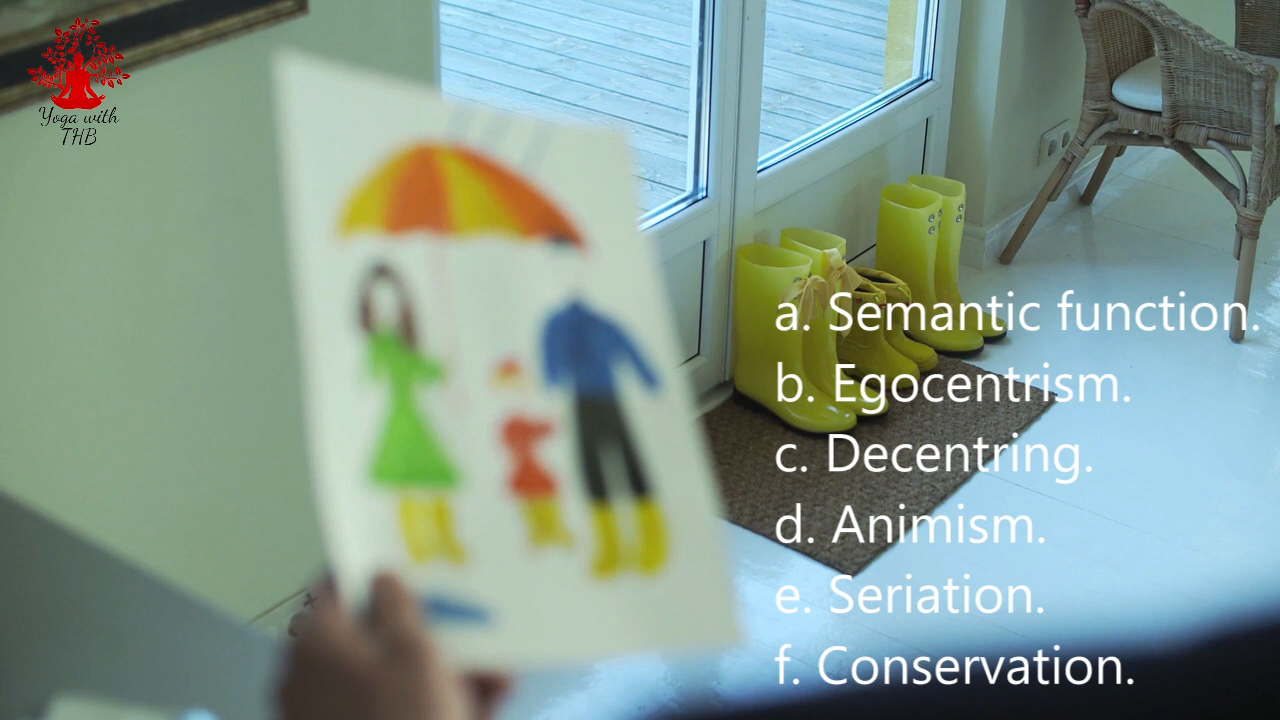 Yoga with
THB
a. Semantic function.
b. Egocentrism.
c. Decentring.
d. Animism.
e. Seriation.
f. Conservation.